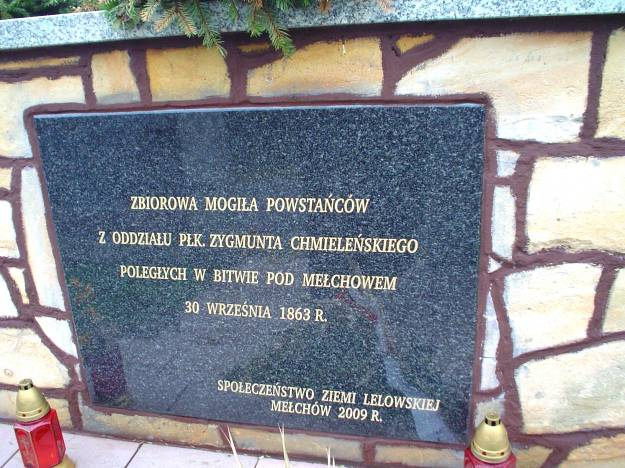 ZBIOROWA MOGIŁA POWSTAŃCÓW
Z ODDZIAŁU PŁK. ZYGMUNTA CHMIELEŃSKIEGO
POLEGŁYCH W BITWIE POD MEŁCHOWEM
30 WRZEŚNIA 1863 R.
SPOŁECZEŃSTWO ZIEMI LELOWSKIEJ
MEŁCHÓW 2009 R.